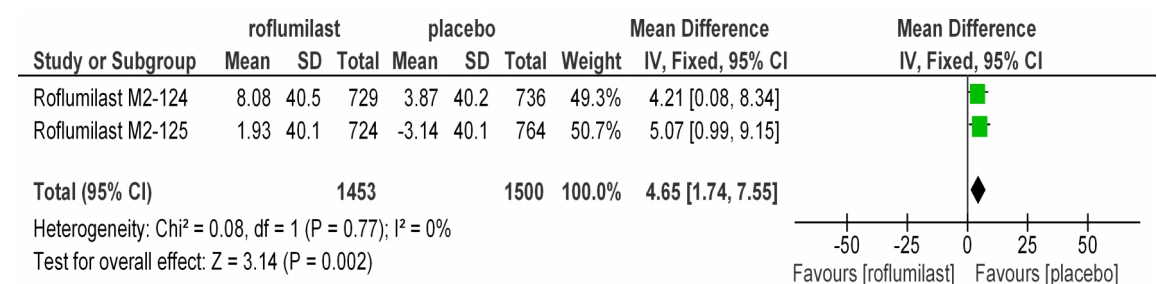 roflumilast placebo Mean Difference Mean Difference
Study or Subgroup Mean SD Total Mean SD Total Weight IV, Fixed, 95% CI IV, Fixed, 95% CI
Roflumilast M2-124 8.08 40.5 729 3.87 40.2 736 49.3% 4.21 [0.08, 8.34]
Roflumilast M2-125 1.93 40.1 724 -3.14 40.1 764 50.7% 5.07 [0.99, 9.15]
Total (95% CI) 1453 1500 100.0% 4.65 [1.74, 7.55]
Heterogeneity: Chi² = 0.08, df = 1 (P = 0.77); I² = 0%
Test for overall effect: Z = 3.14 (P = 0.002)
-50 -25 0 25 50
Favours [roflumilast] Favours [placebo]